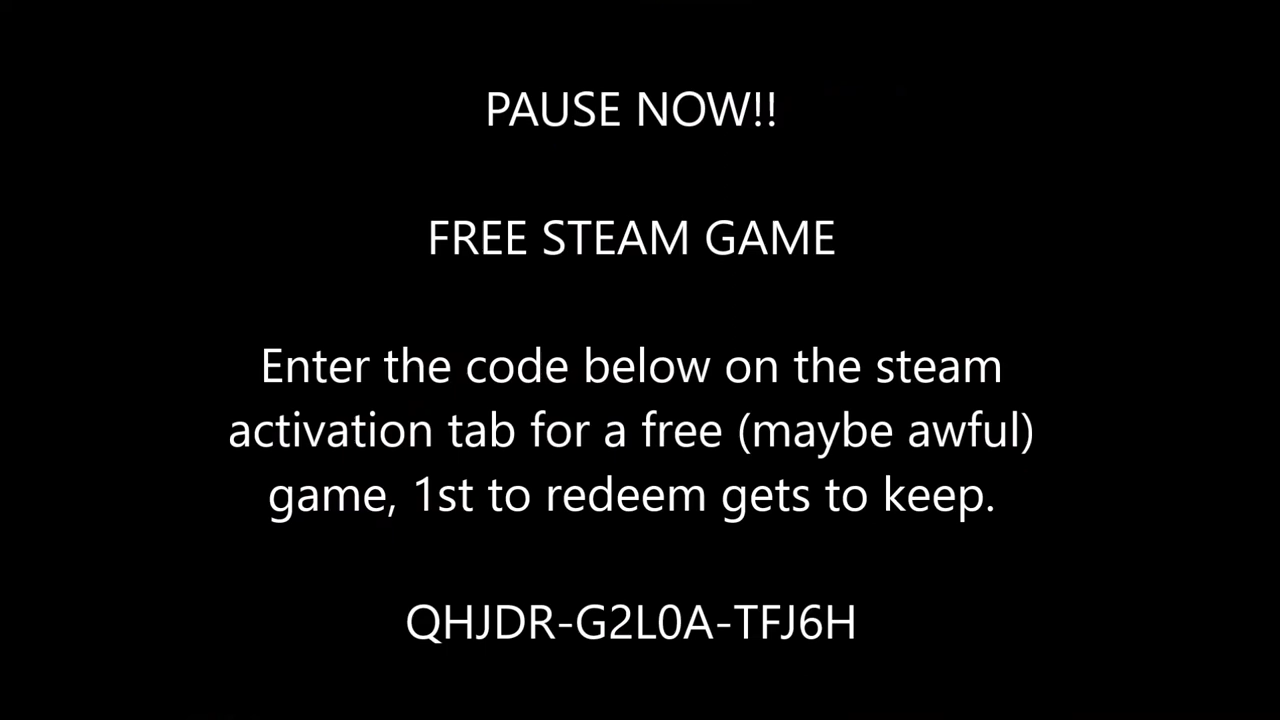 PAUSE NOW!!
FREE STEAM GAME
Enter the code below on the steam
activation tab for a free (maybe awful)
game, 1st to redeem gets to keep.
QHJDR-G2L0A-TFJ6H